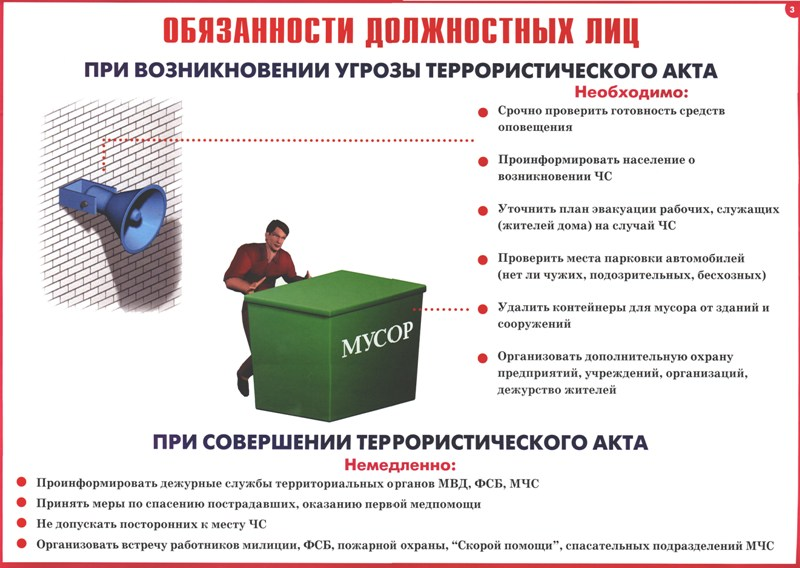 3
ОБЯЗАННОСТИ ДОЛЖНОСТНЫХ ЛИЦ
ПРИ ВОЗНИКНОВЕНИИ УГРОЗЫ ТЕРРОРИСТИЧЕСКОГО АКТА
Необходимо:
Срочно проверить готовность средств
оповещения
Проинформировать население о
возникновении ЧС
Уточнить план эвакуации рабочих, служащих
(жителей дома) на случай ЧС
Проверить места парковки автомобилей
(нет ли чужих, подозрительных, бесхозных)
Удалить контейнеры для мусора от зданий и
сооружений
Организовать дополнительную охрану
предприятий, учреждений, организаций,
дежурство жителей
МУСОР
ПРИ СОВЕРШЕНИИ ТЕРРОРИСТИЧЕСКОГО АКТА
Немедленно:
Проинформировать дежурные службы территориальных органов МВД, ФСБ, МЧС
Принять меры по спасению пострадавших, оказанию первой медпомощи
Не допускать посторонних к месту ЧС
Организовать встречу работников милиции, ФСБ, пожарной охраны, “Скорой помощи”, спасательных подразделений МЧС